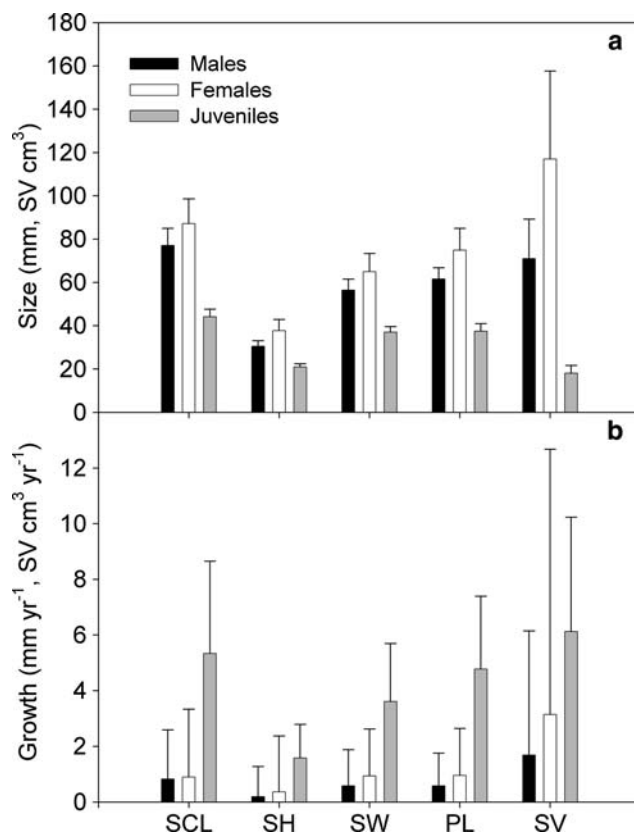 a
Males
Females
Juveniles
Size (mm, SV cm³)
180
160
140
120
100
80
60
40
20
0
b
Growth (mm yr⁻¹, SV cm³ yr⁻¹)
12
10
8
6
4
2
0
SCL SH SW PL SV